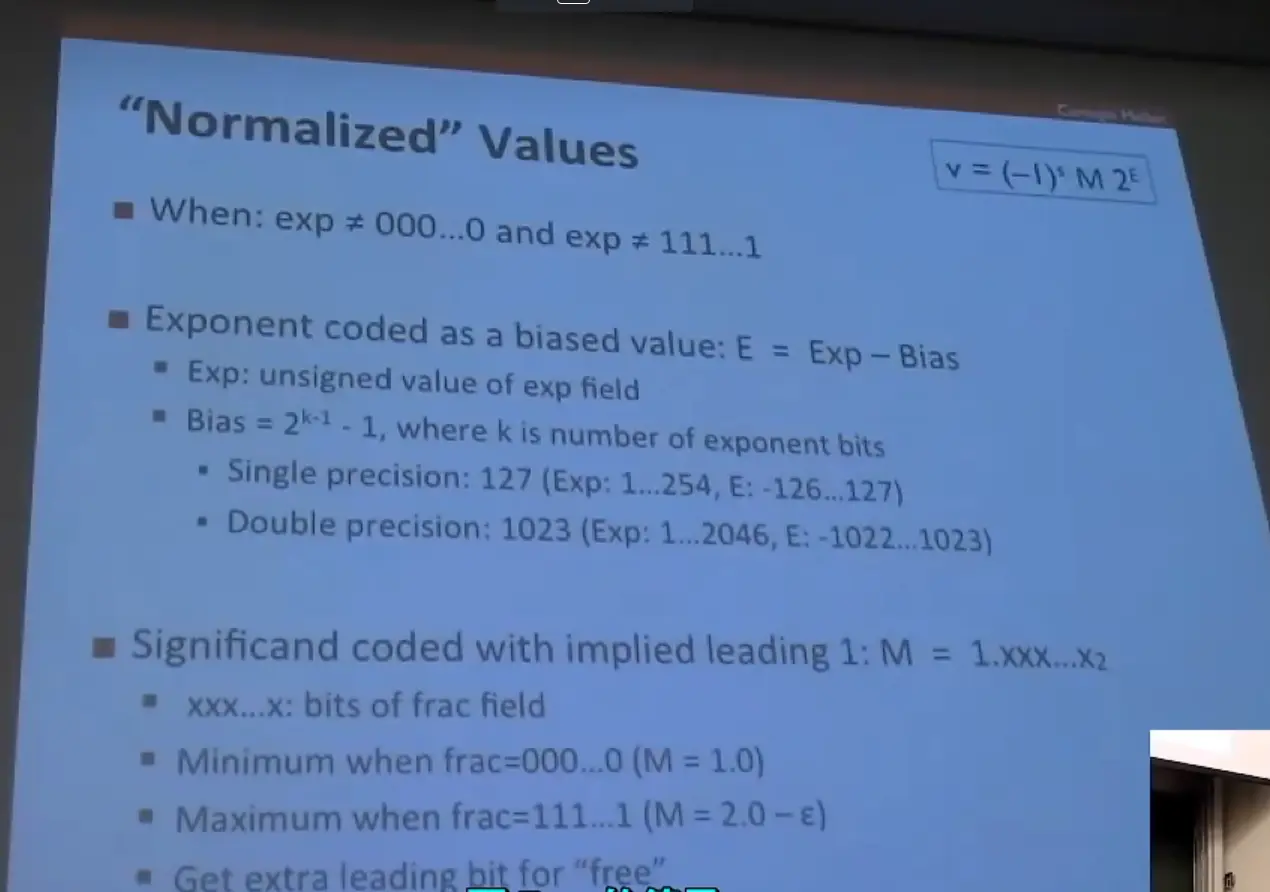 Carnegie Mellon
“Normalized” Values
v = (–1)ˢ M 2ᴱ
■ When: exp ≠ 000…0 and exp ≠ 111…1
■ Exponent coded as a biased value: E = Exp – Bias
▪ Exp: unsigned value of exp field
▪ Bias = 2ᵏ⁻¹ - 1, where k is number of exponent bits
▪ Single precision: 127 (Exp: 1…254, E: -126…127)
▪ Double precision: 1023 (Exp: 1…2046, E: -1022…1023)
■ Significand coded with implied leading 1: M = 1.xxx…x₂
▪ xxx…x: bits of frac field
▪ Minimum when frac=000…0 (M = 1.0)
▪ Maximum when frac=111…1 (M = 2.0 – ε)
▪ Get extra leading bit for “free”